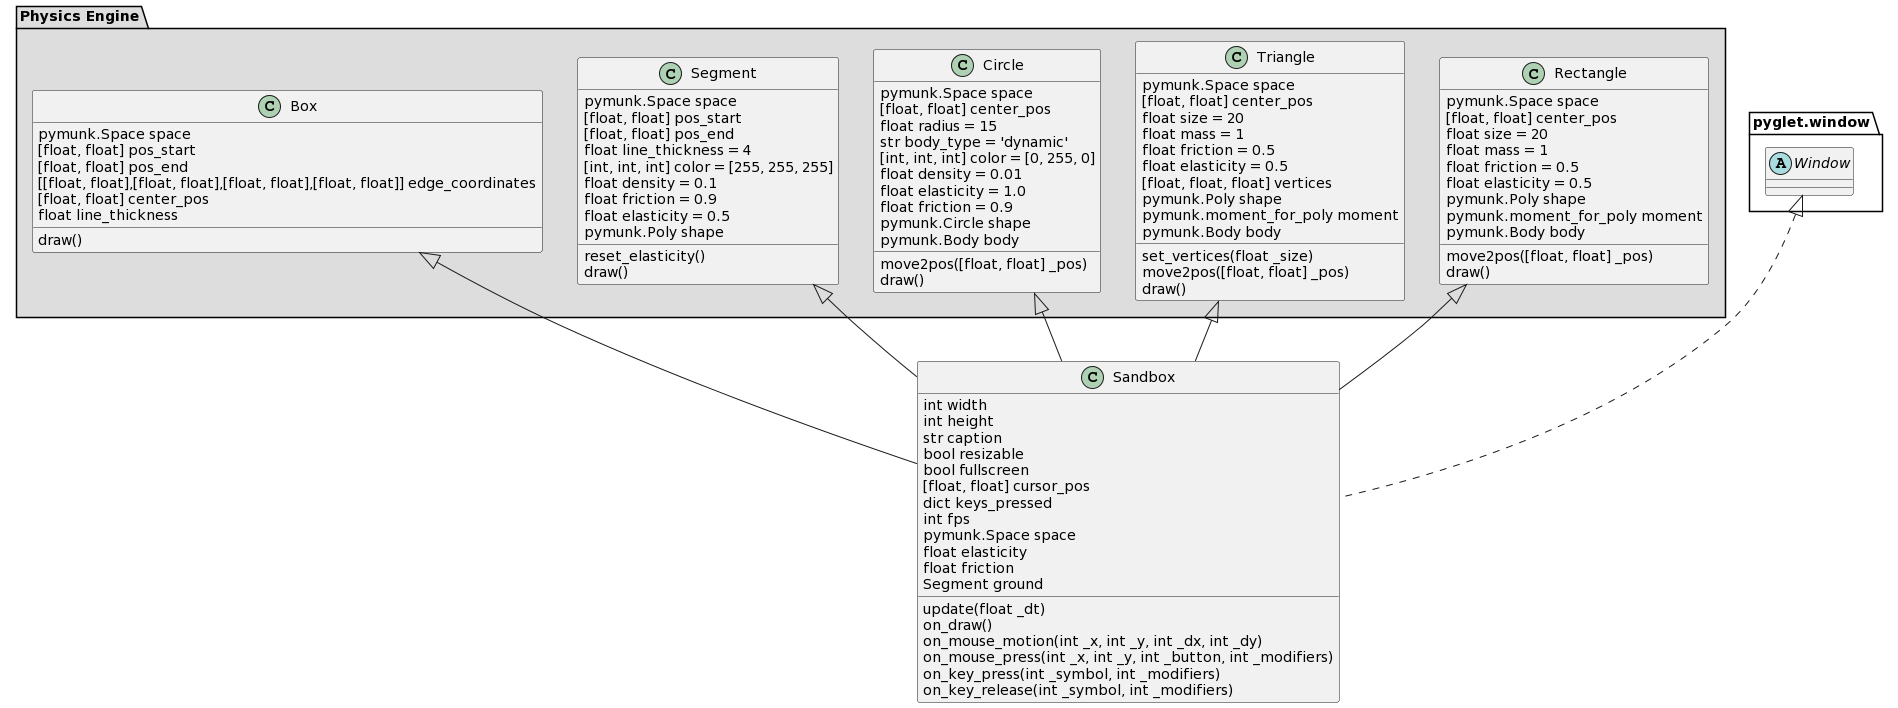 Physics Engine
C Box
pymunk.Space space
[float, float] pos_start
[float, float] pos_end
[[float, float],[float, float],[float, float],[float, float]] edge_coordinates
[float, float] center_pos
float line_thickness
draw()
C Segment
pymunk.Space space
[float, float] pos_start
[float, float] pos_end
float line_thickness = 4
[int, int, int] color = [255, 255, 255]
float density = 0.1
float friction = 0.9
float elasticity = 0.5
pymunk.Poly shape
reset_elasticity()
draw()
C Circle
pymunk.Space space
[float, float] center_pos
float radius = 15
str body_type = 'dynamic'
[int, int, int] color = [0, 255, 0]
float density = 0.01
float elasticity = 1.0
float friction = 0.9
pymunk.Circle shape
pymunk.Body body
move2pos([float, float] _pos)
draw()
C Triangle
pymunk.Space space
[float, float] center_pos
float size = 20
float mass = 1
float friction = 0.5
float elasticity = 0.5
[float, float, float] vertices
pymunk.Poly shape
pymunk.moment_for_poly moment
pymunk.Body body
set_vertices(float _size)
move2pos([float, float] _pos)
draw()
C Rectangle
pymunk.Space space
[float, float] center_pos
float size = 20
float mass = 1
float friction = 0.5
float elasticity = 0.5
pymunk.Poly shape
pymunk.moment_for_poly moment
pymunk.Body body
move2pos([float, float] _pos)
draw()
pyglet.window
A Window
C Sandbox
int width
int height
str caption
bool resizable
bool fullscreen
[float, float] cursor_pos
dict keys_pressed
int fps
pymunk.Space space
float elasticity
float friction
Segment ground
update(float _dt)
on_draw()
on_mouse_motion(int _x, int _y, int _dx, int _dy)
on_mouse_press(int _x, int _y, int _button, int _modifiers)
on_key_press(int _symbol, int _modifiers)
on_key_release(int _symbol, int _modifiers)